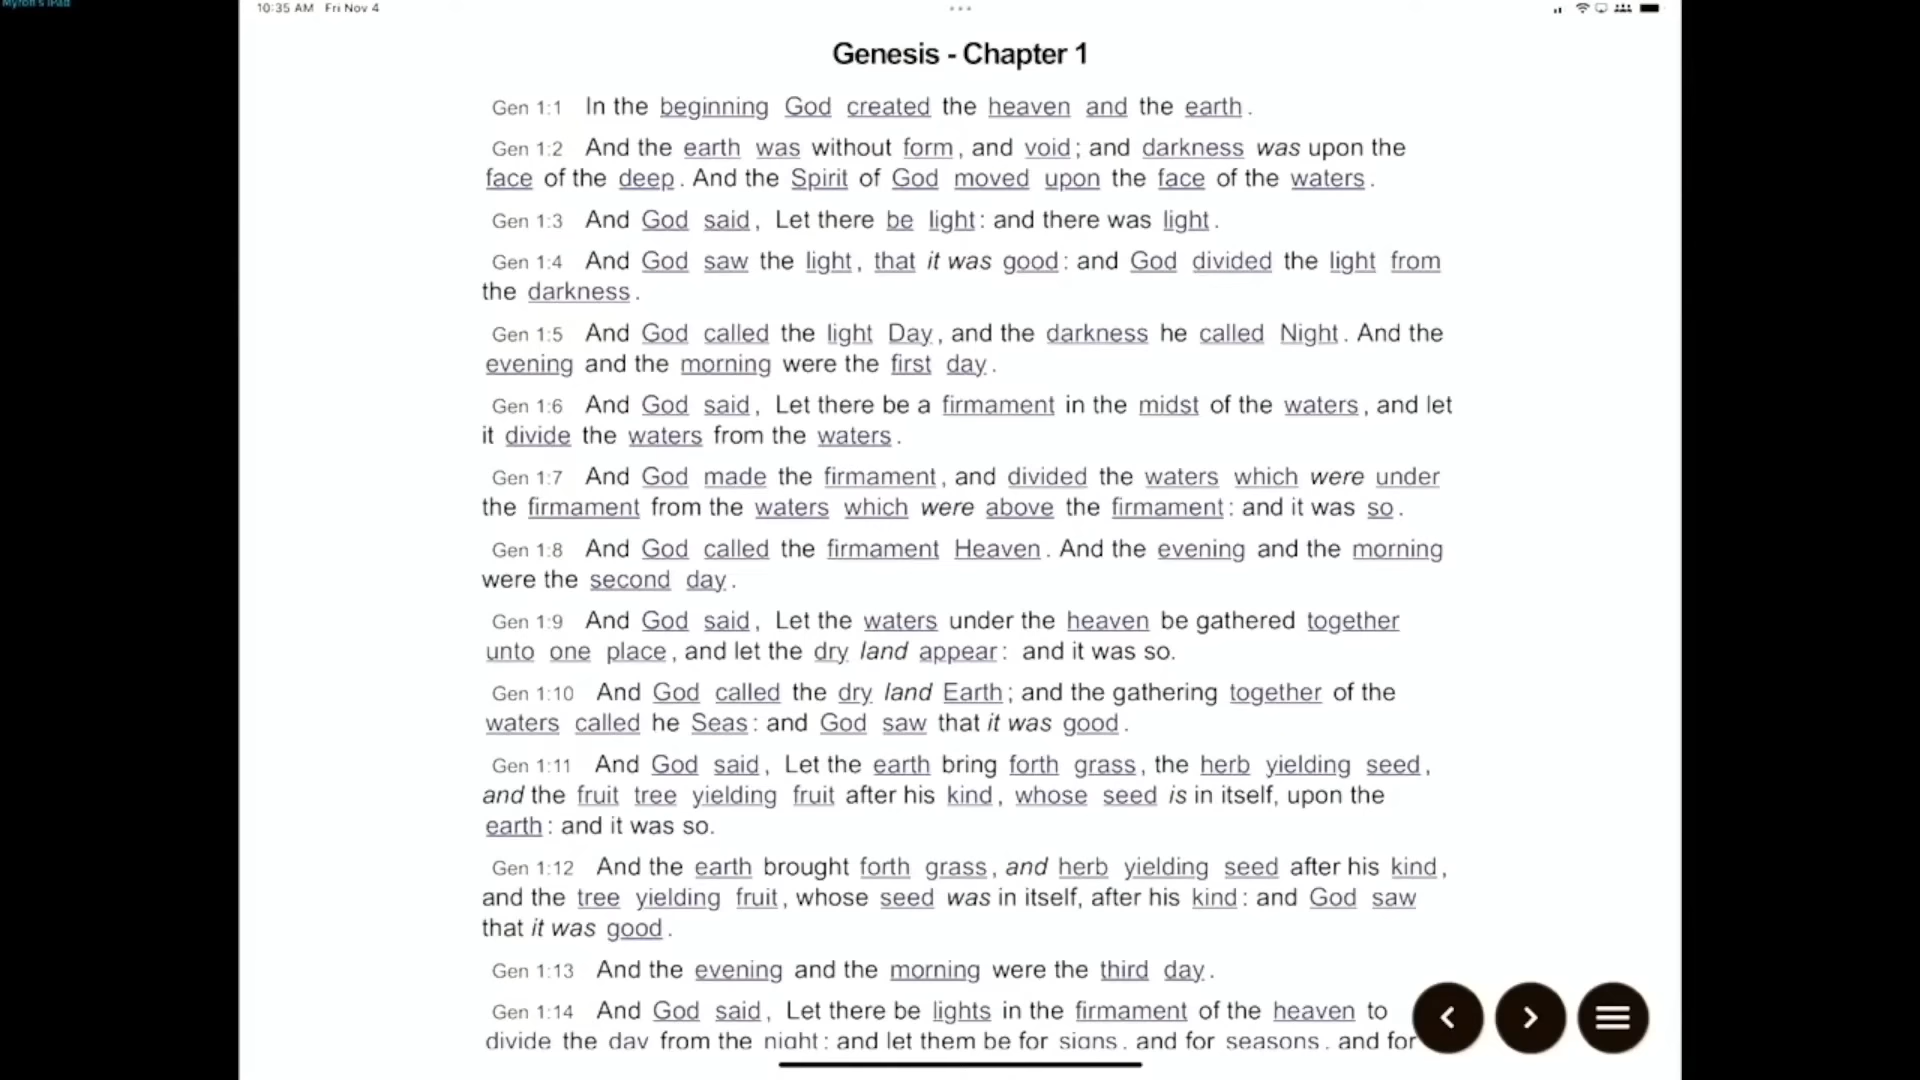 Myron's iPad
10:35 AM Fri Nov 4
Genesis - Chapter 1
Gen 1:1 In the beginning God created the heaven and the earth.
Gen 1:2 And the earth was without form, and void; and darkness was upon the
face of the deep. And the Spirit of God moved upon the face of the waters.
Gen 1:3 And God said, Let there be light: and there was light.
Gen 1:4 And God saw the light, that it was good: and God divided the light from
the darkness.
Gen 1:5 And God called the light Day, and the darkness he called Night. And the
evening and the morning were the first day.
Gen 1:6 And God said, Let there be a firmament in the midst of the waters, and let
it divide the waters from the waters.
Gen 1:7 And God made the firmament, and divided the waters which were under
the firmament from the waters which were above the firmament: and it was so.
Gen 1:8 And God called the firmament Heaven. And the evening and the morning
were the second day.
Gen 1:9 And God said, Let the waters under the heaven be gathered together
unto one place, and let the dry land appear: and it was so.
Gen 1:10 And God called the dry land Earth; and the gathering together of the
waters called he Seas: and God saw that it was good.
Gen 1:11 And God said, Let the earth bring forth grass, the herb yielding seed,
and the fruit tree yielding fruit after his kind, whose seed is in itself, upon the
earth: and it was so.
Gen 1:12 And the earth brought forth grass, and herb yielding seed after his kind,
and the tree yielding fruit, whose seed was in itself, after his kind: and God saw
that it was good.
Gen 1:13 And the evening and the morning were the third day.
Gen 1:14 And God said, Let there be lights in the firmament of the heaven to
divide the day from the night: and let them be for signs, and for seasons, and for